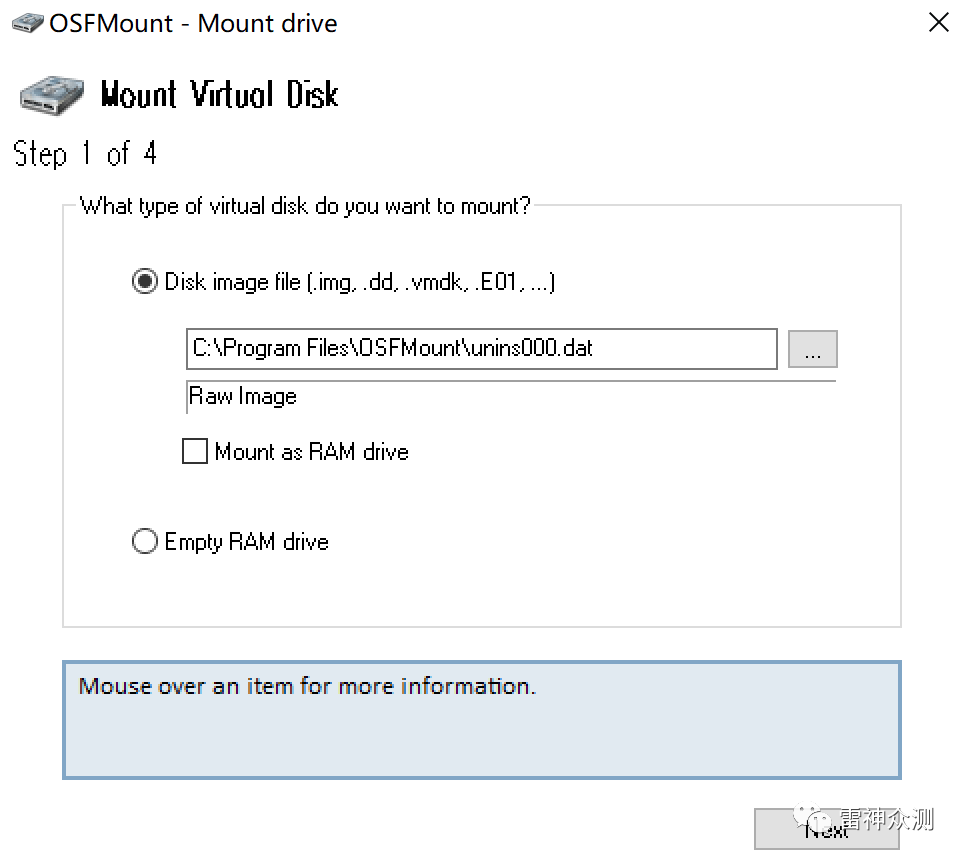 OSFMount - Mount drive
Mount Virtual Disk
Step 1 of 4
What type of virtual disk do you want to mount?
Disk image file (.img, .dd, .vmdk, .E01, ...)
C:\Program Files\OSFMount\unins000.dat
...
Raw Image
Mount as RAM drive
Empty RAM drive
Mouse over an item for more information.
Next
雷神众测